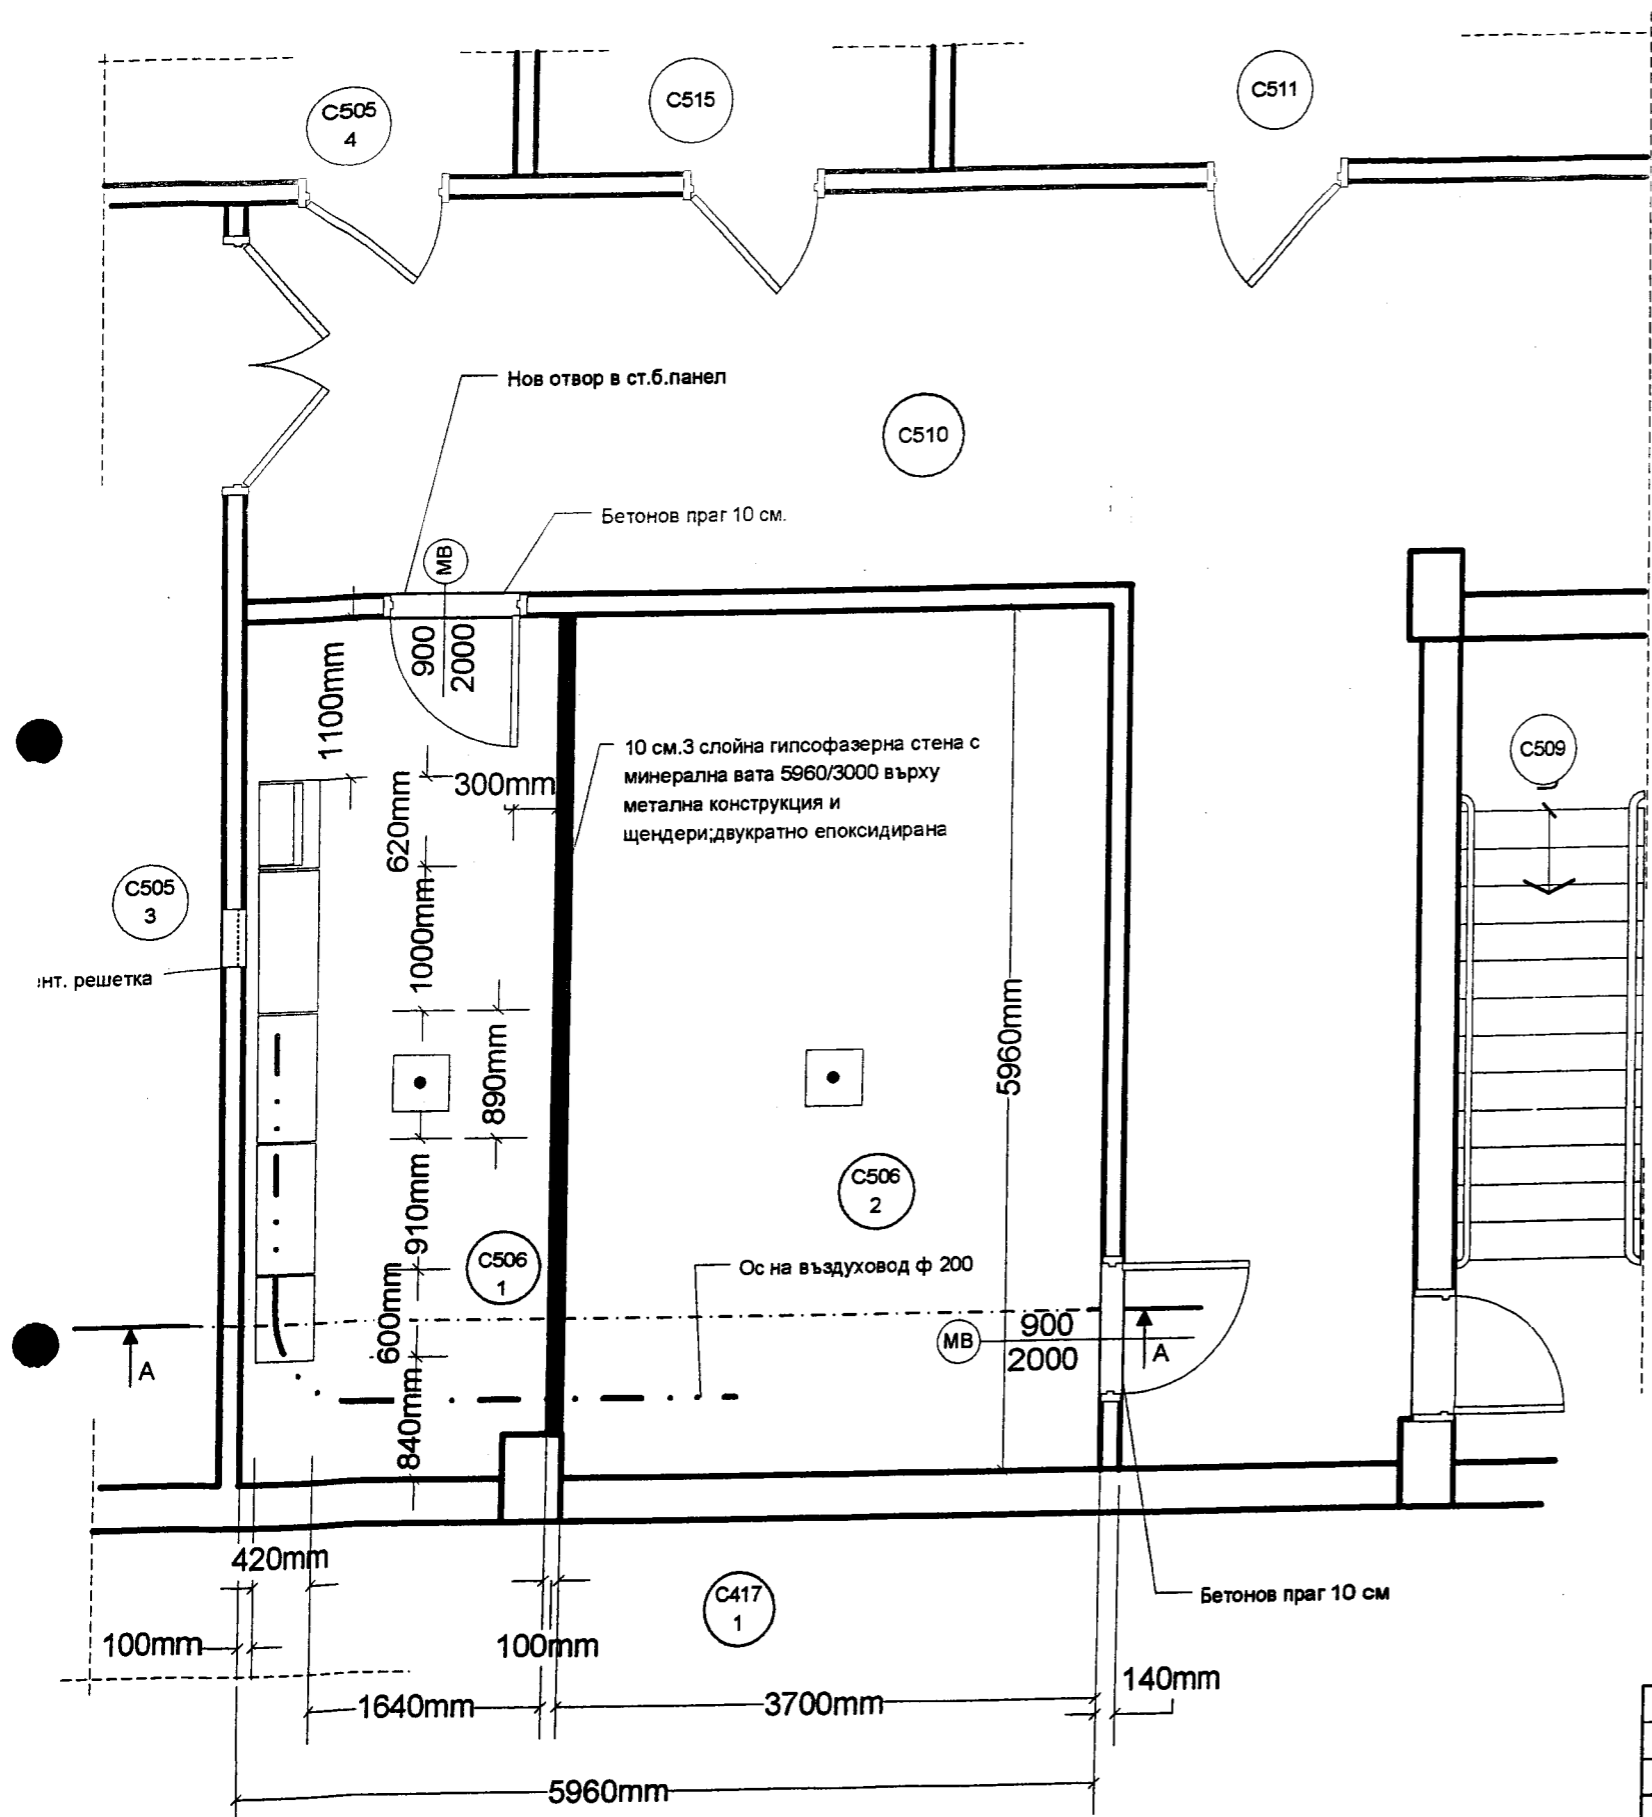 C505
4
C515
C511
Нов отвор в ст.б.панел
C510
Бетонов праг 10 см.
МВ
900
2000
1100mm
10 см.3 слойна гипсофазерна стена с
минерална вата 5960/3000 върху
метална конструкция и
щендери;двукратно епоксидирана
C509
300mm
620mm
C505
3
1000mm
нт. решетка
890mm
5960mm
910mm
C506
2
C506
1
Ос на въздуховод ф 200
600mm
МВ
900
2000
A
A
840mm
420mm
C417
1
Бетонов праг 10 см
100mm
100mm
140mm
1640mm
3700mm
5960mm